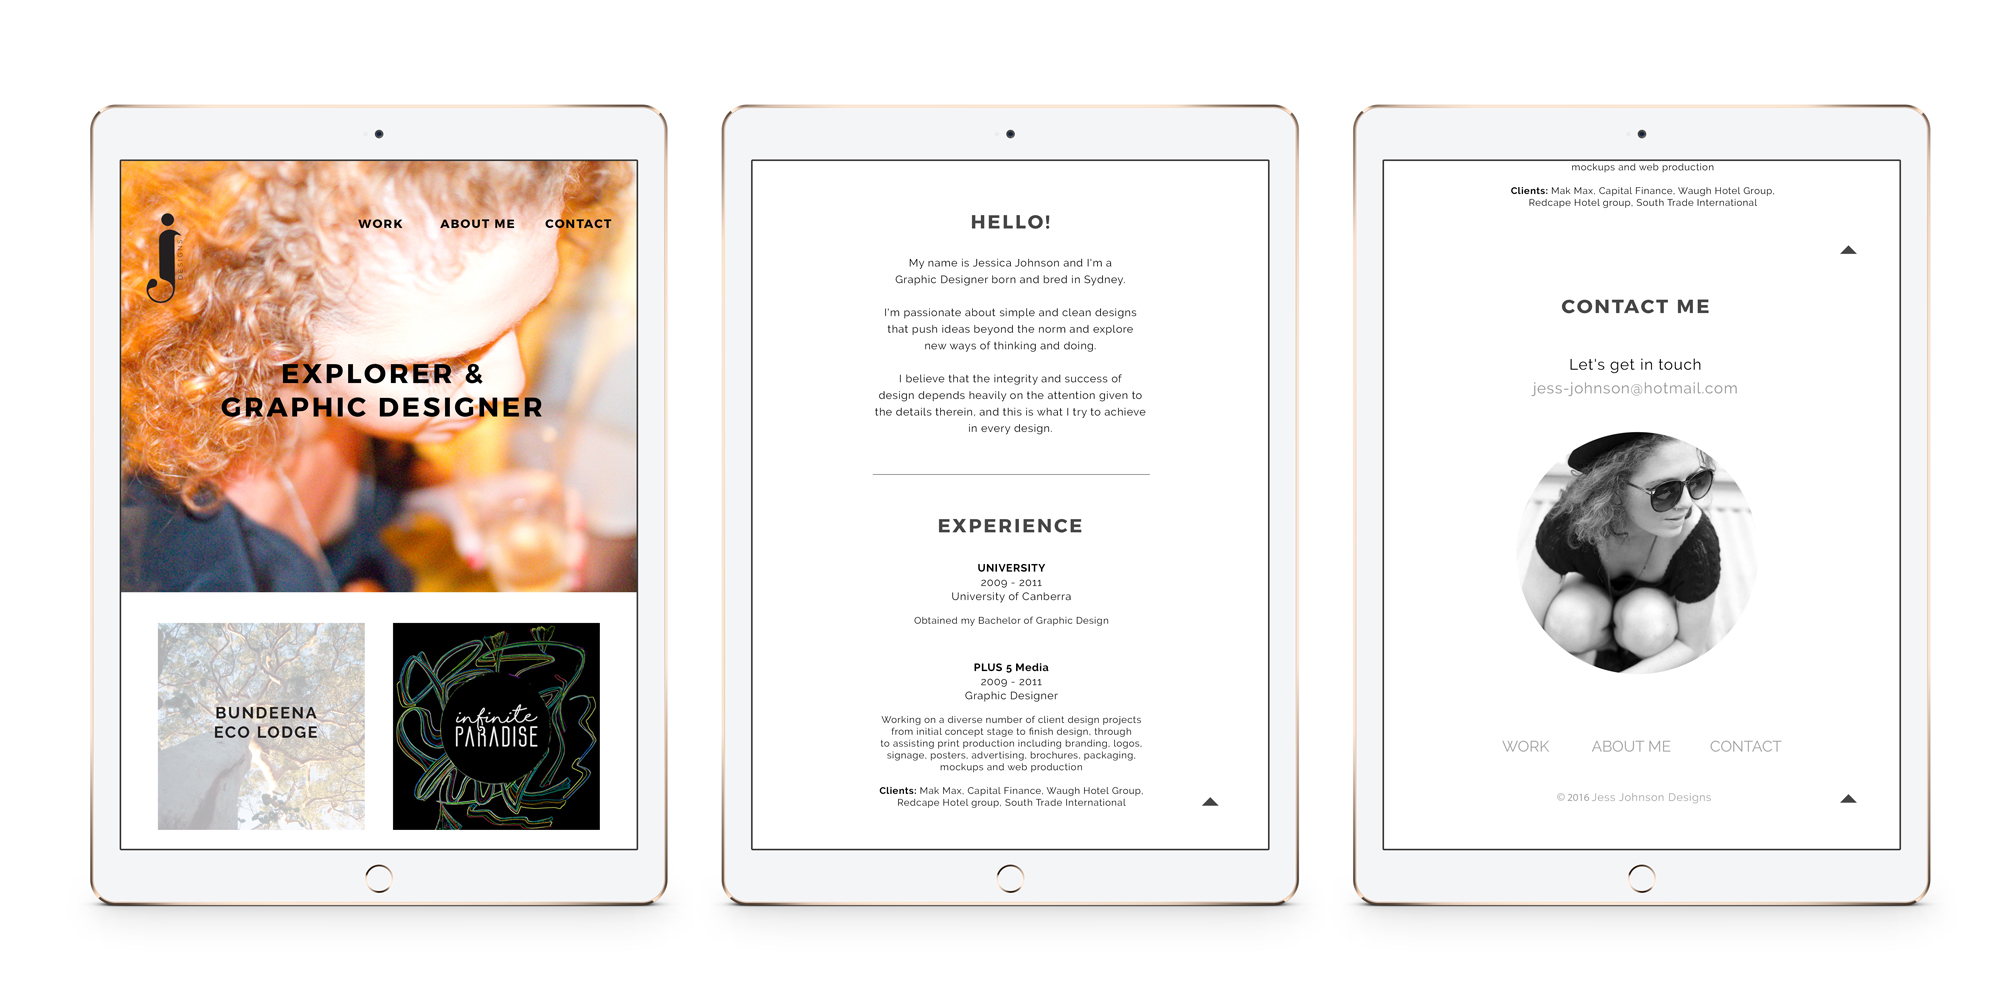 j
DESIGNS
WORK ABOUT ME CONTACT
EXPLORER &
GRAPHIC DESIGNER
BUNDEENA
ECO LODGE
infinite
PARADISE
HELLO!
My name is Jessica Johnson and I'm a
Graphic Designer born and bred in Sydney.
I'm passionate about simple and clean designs
that push ideas beyond the norm and explore
new ways of thinking and doing.
I believe that the integrity and success of
design depends heavily on the attention given to
the details therein, and this is what I try to achieve
in every design.
EXPERIENCE
UNIVERSITY
2009 - 2011
University of Canberra
Obtained my Bachelor of Graphic Design
PLUS 5 Media
2009 - 2011
Graphic Designer
Working on a diverse number of client design projects
from initial concept stage to finish design, through
to assisting print production including branding, logos,
signage, posters, advertising, brochures, packaging,
mockups and web production
Clients: Mak Max, Capital Finance, Waugh Hotel Group,
Redcape Hotel group, South Trade International
mockups and web production
Clients: Mak Max, Capital Finance, Waugh Hotel Group,
Redcape Hotel group, South Trade International
CONTACT ME
Let's get in touch
jess-johnson@hotmail.com
WORK ABOUT ME CONTACT
© 2016 Jess Johnson Designs